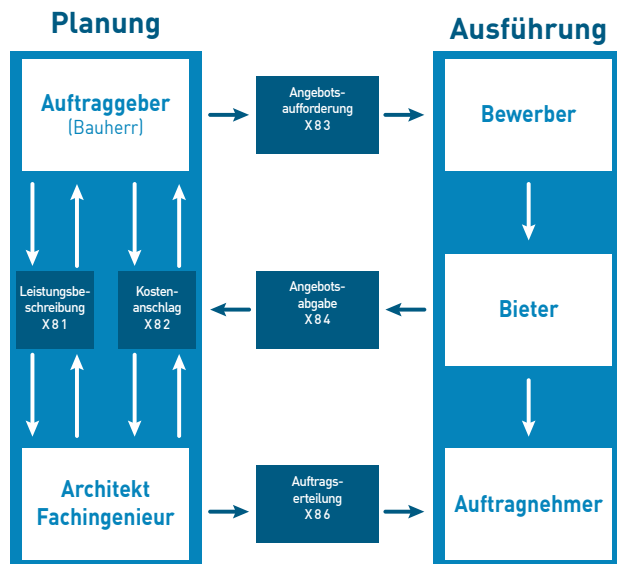 Planung
Ausführung
Auftraggeber
(Bauherr)
Angebots-
aufforderung
X83
Bewerber
Leistungsbe-
schreibung
X81
Kosten-
anschlag
X82
Angebots-
abgabe
X84
Bieter
Architekt
Fachingenieur
Auftrags-
erteilung
X86
Auftragnehmer